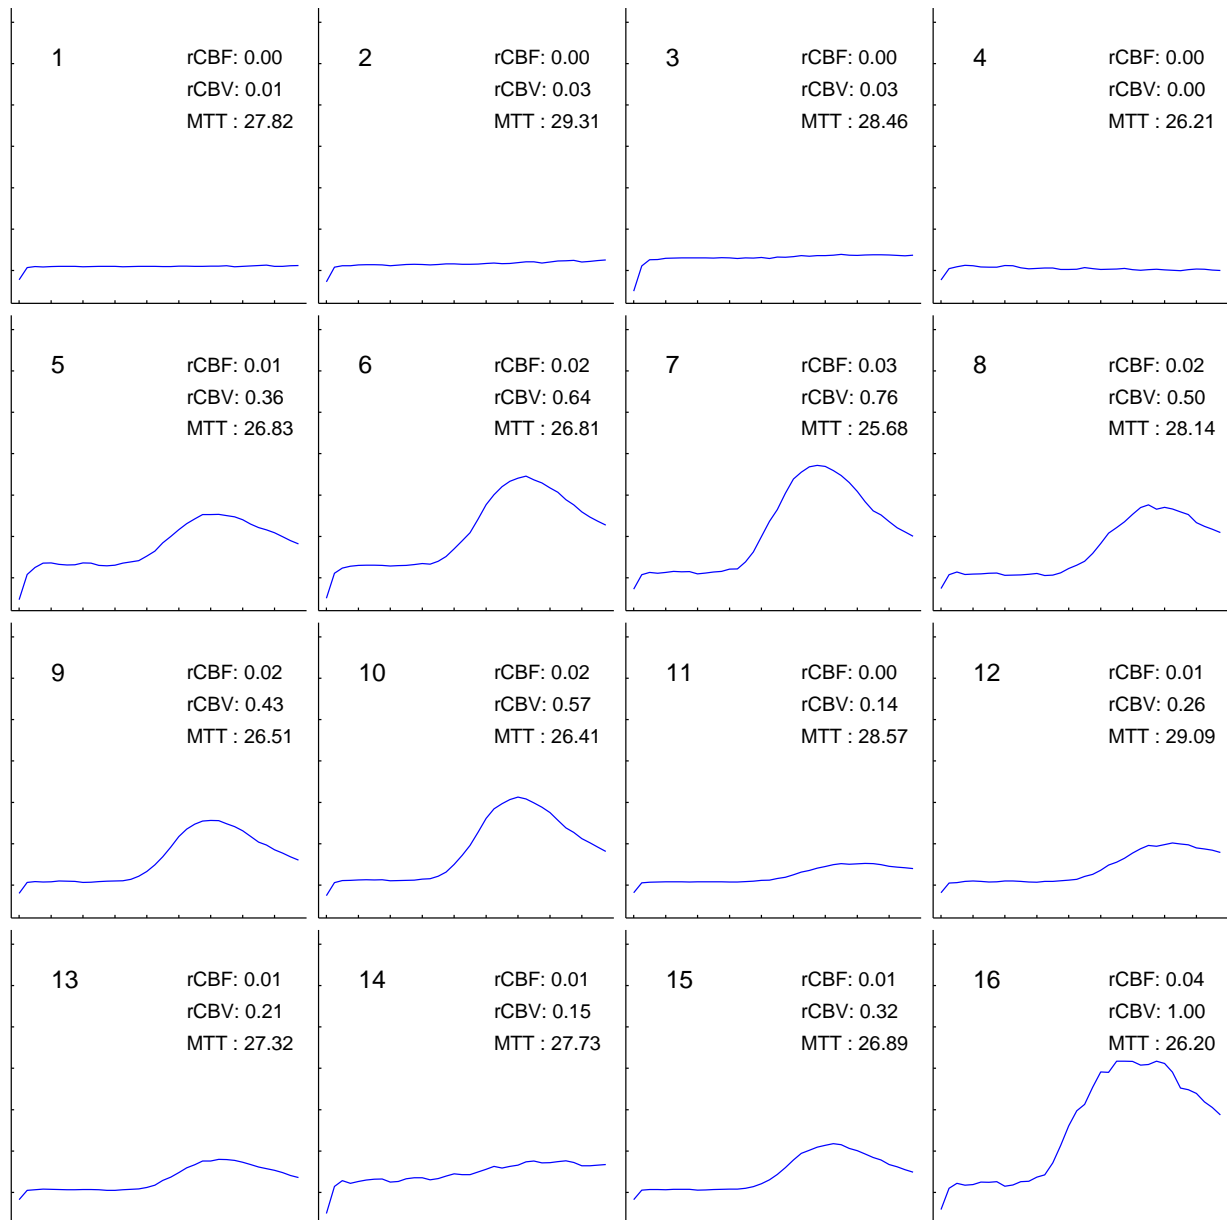 1
rCBF: 0.00
rCBV: 0.01
MTT : 27.82
2
rCBF: 0.00
rCBV: 0.03
MTT : 29.31
3
rCBF: 0.00
rCBV: 0.03
MTT : 28.46
4
rCBF: 0.00
rCBV: 0.00
MTT : 26.21
5
rCBF: 0.01
rCBV: 0.36
MTT : 26.83
6
rCBF: 0.02
rCBV: 0.64
MTT : 26.81
7
rCBF: 0.03
rCBV: 0.76
MTT : 25.68
8
rCBF: 0.02
rCBV: 0.50
MTT : 28.14
9
rCBF: 0.02
rCBV: 0.43
MTT : 26.51
10
rCBF: 0.02
rCBV: 0.57
MTT : 26.41
11
rCBF: 0.00
rCBV: 0.14
MTT : 28.57
12
rCBF: 0.01
rCBV: 0.26
MTT : 29.09
13
rCBF: 0.01
rCBV: 0.21
MTT : 27.32
14
rCBF: 0.01
rCBV: 0.15
MTT : 27.73
15
rCBF: 0.01
rCBV: 0.32
MTT : 26.89
16
rCBF: 0.04
rCBV: 1.00
MTT : 26.20